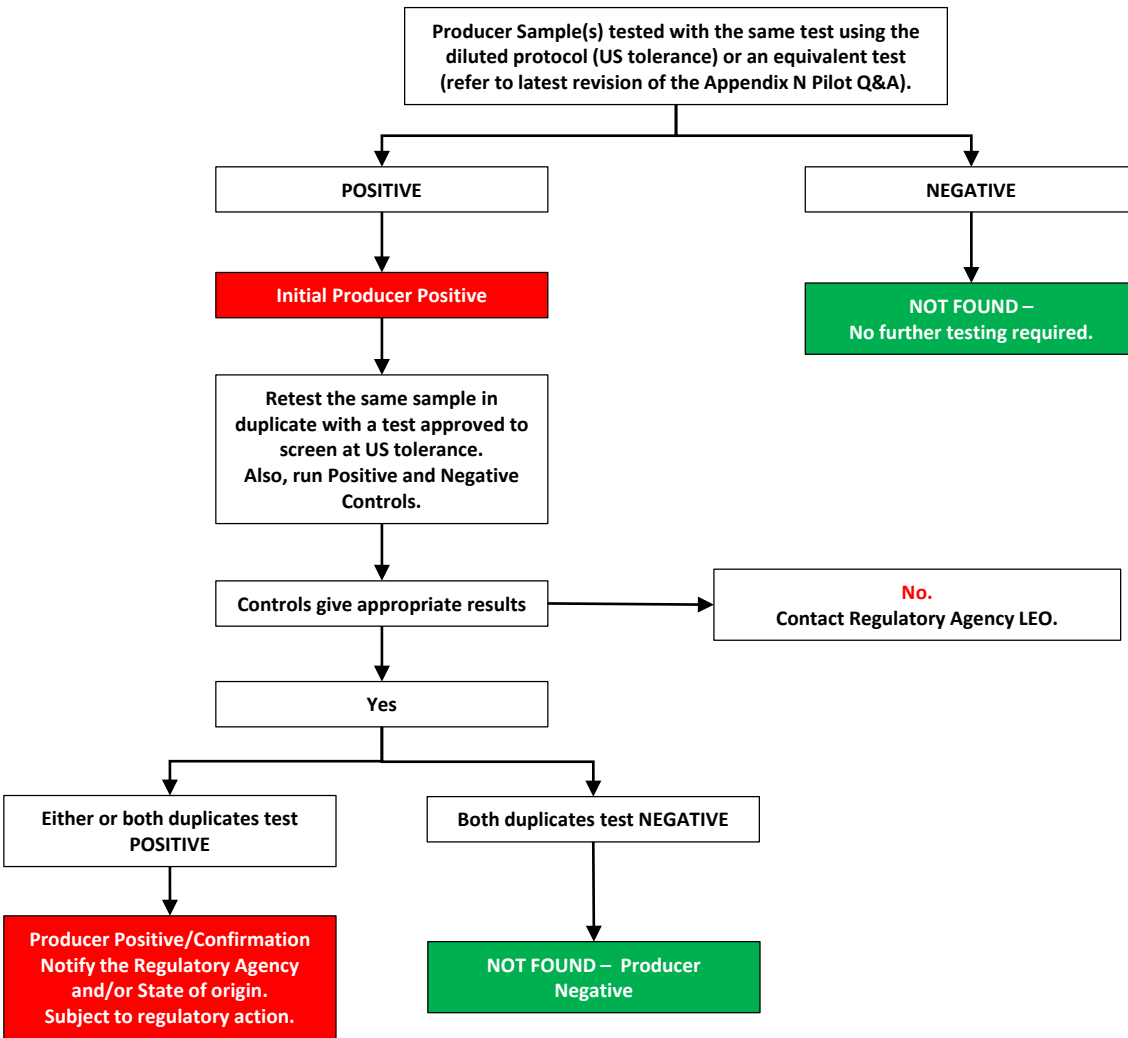 Producer Sample(s) tested with the same test using the
diluted protocol (US tolerance) or an equivalent test
(refer to latest revision of the Appendix N Pilot Q&A).
POSITIVE
NEGATIVE
Initial Producer Positive
NOT FOUND –
No further testing required.
Retest the same sample in
duplicate with a test approved to
screen at US tolerance.
Also, run Positive and Negative
Controls.
Controls give appropriate results
No.
Contact Regulatory Agency LEO.
Yes
Either or both duplicates test
POSITIVE
Both duplicates test NEGATIVE
Producer Positive/Confirmation
Notify the Regulatory Agency
and/or State of origin.
Subject to regulatory action.
NOT FOUND – Producer
Negative